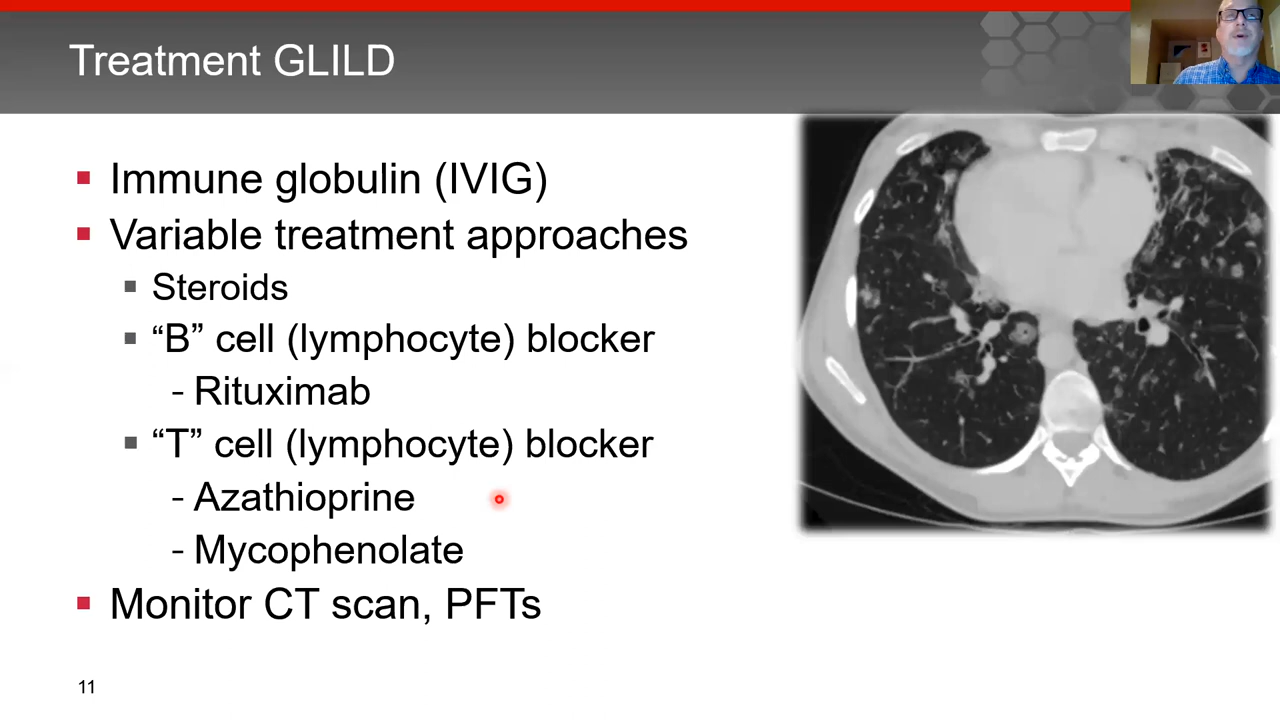 Treatment GLILD
Immune globulin (IVIG)
Variable treatment approaches
Steroids
“B” cell (lymphocyte) blocker
- Rituximab
“T” cell (lymphocyte) blocker
- Azathioprine
- Mycophenolate
Monitor CT scan, PFTs
11